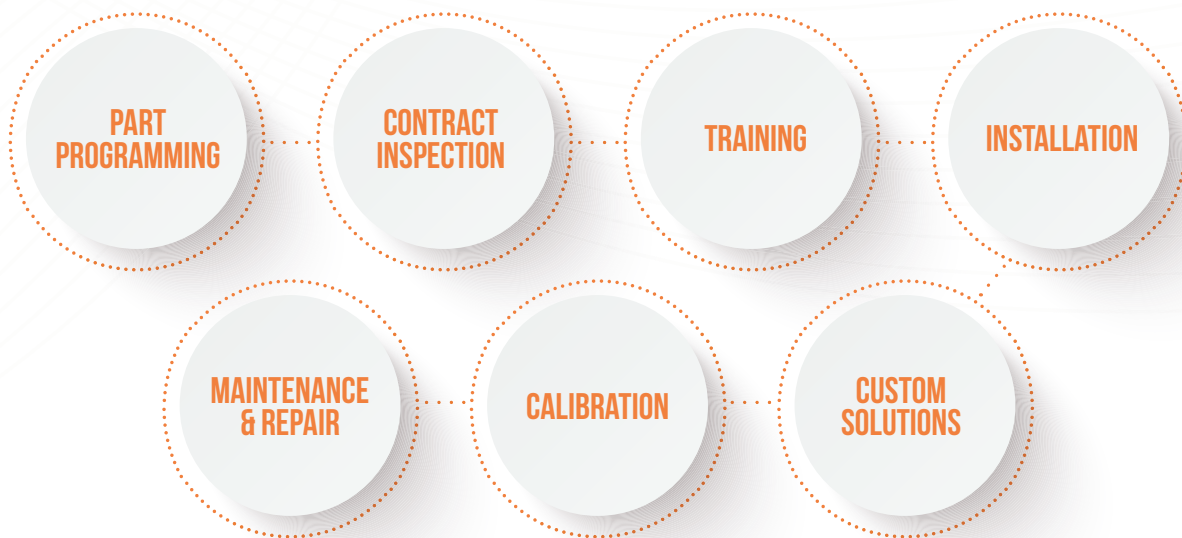 PART
PROGRAMMING
CONTRACT
INSPECTION
TRAINING
INSTALLATION
MAINTENANCE
& REPAIR
CALIBRATION
CUSTOM
SOLUTIONS